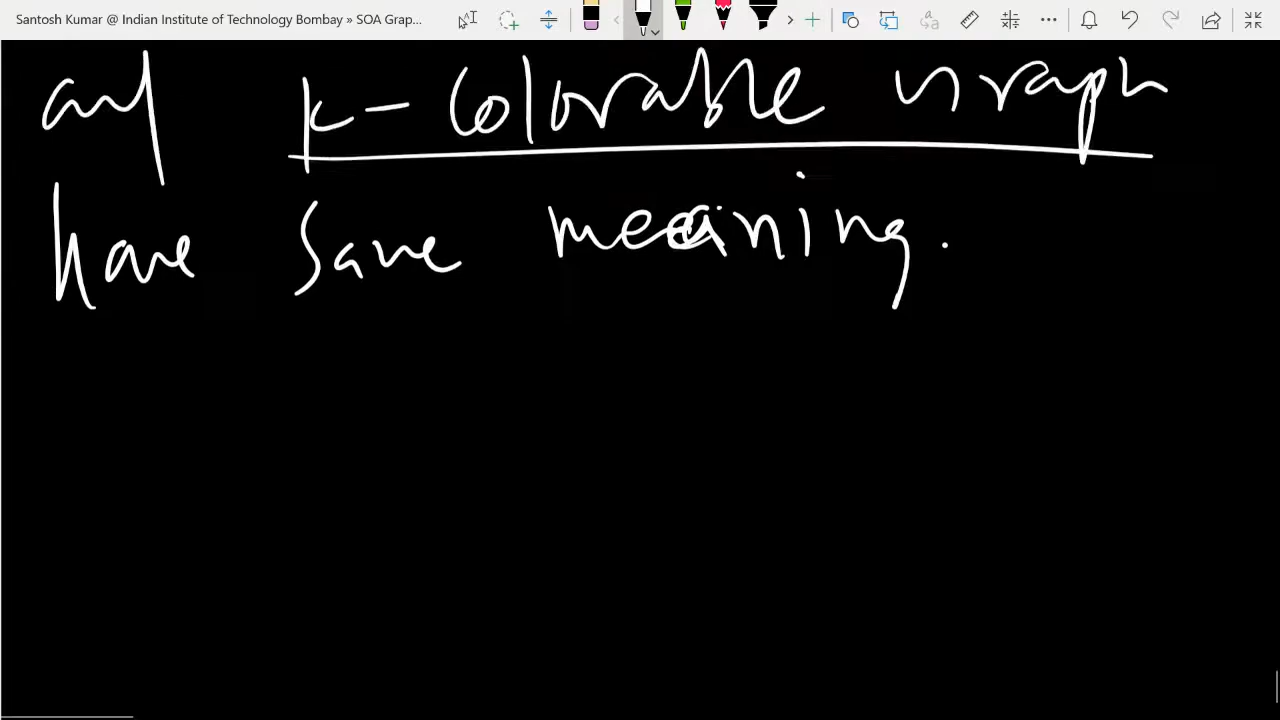 Santosh Kumar @ Indian Institute of Technology Bombay » SOA Grap...
and k-colorable graph
have same meaning.